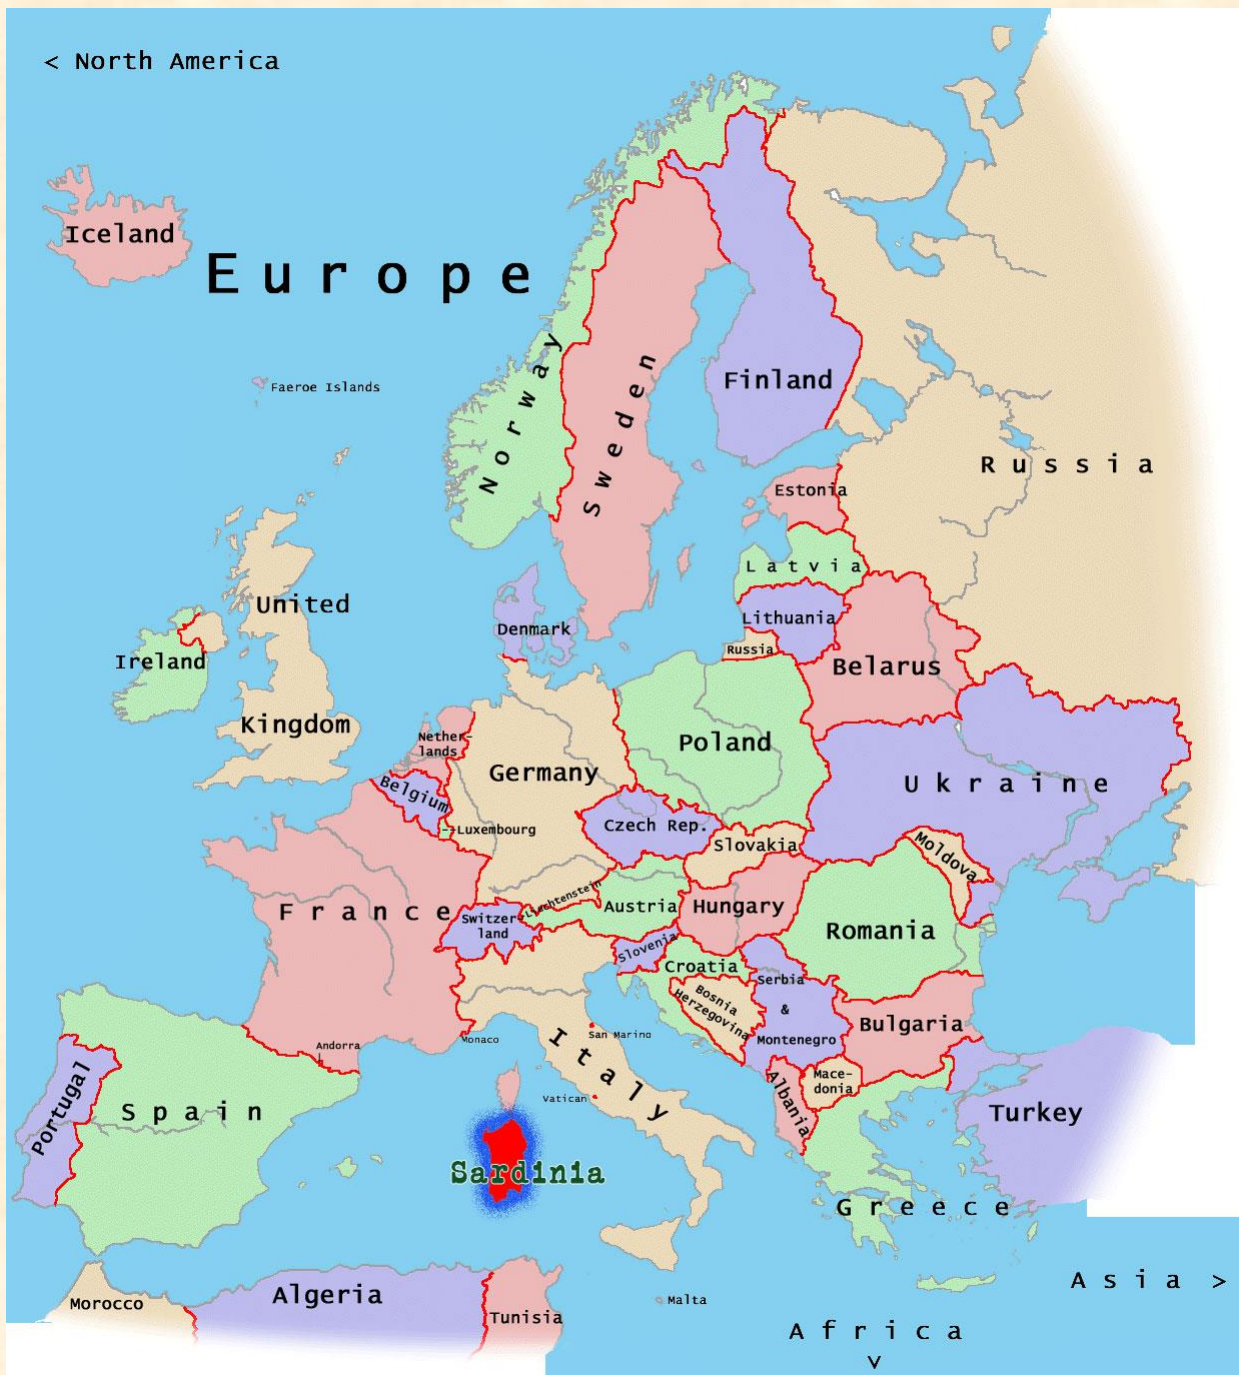 < North America
Iceland
Europe
Faeroe Islands
Norway
Sweden
Finland
Russia
Estonia
Latvia
Lithuania
Russia
Belarus
United
Kingdom
Ireland
Denmark
Nether-
lands
Belgium
Luxembourg
Germany
Poland
Czech Rep.
Slovakia
Ukraine
Moldova
France
Switzer-
land
Liechtenstein
Austria
Hungary
Romania
Slovenia
Croatia
Bosnia
Herzegovina
Serbia
&
Montenegro
Bulgaria
Mace-
donia
Albania
Andorra
Monaco
San Marino
Italy
Vatican
Portugal
Spain
Sardinia
Turkey
Greece
Morocco
Algeria
Tunisia
Malta
Asia >
Africa
v